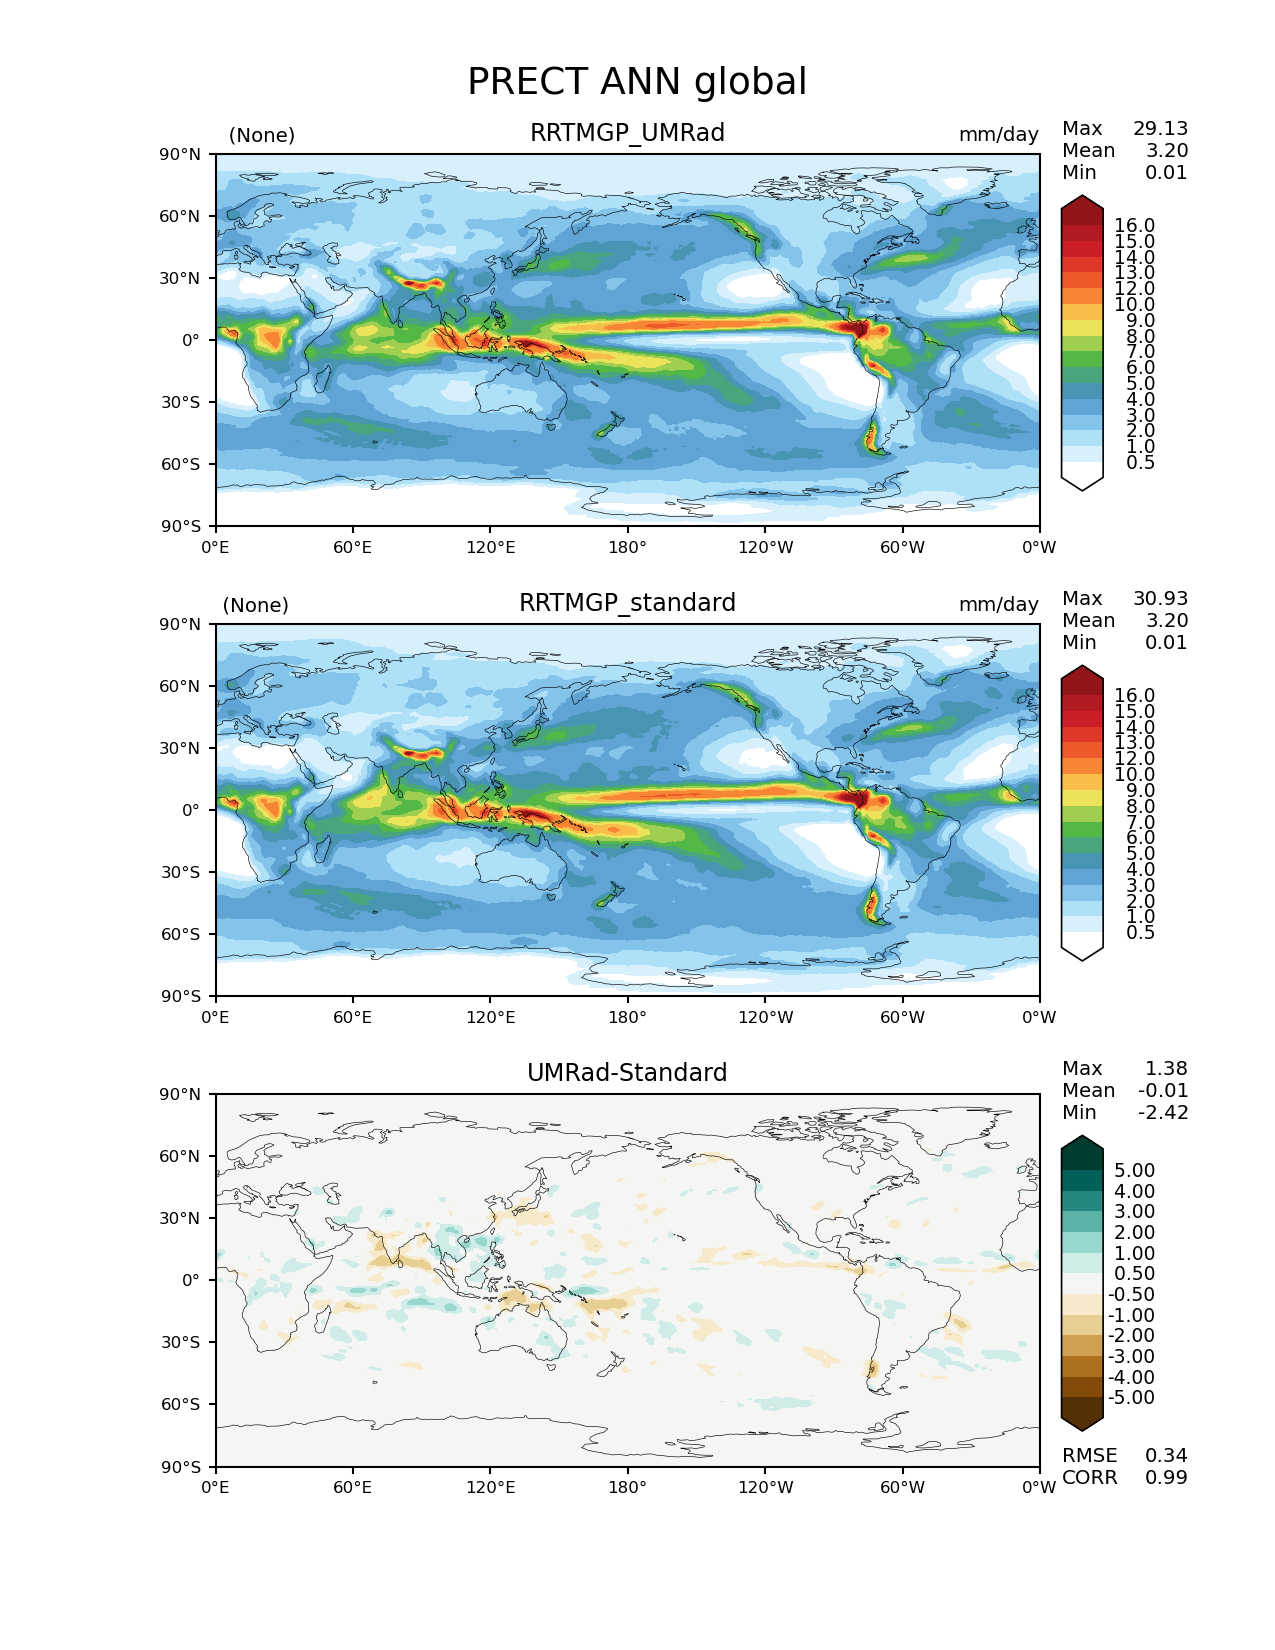 PRECT ANN global
(None) RRTMGP_UMRad mm/day
Max 29.13
Mean 3.20
Min 0.01
90°N
60°N
30°N
0°
30°S
60°S
90°S
0°E 60°E 120°E 180° 120°W 60°W 0°W
16.0
15.0
14.0
13.0
12.0
10.0
9.0
8.0
7.0
6.0
5.0
4.0
3.0
2.0
1.0
0.5
(None) RRTMGP_standard mm/day
Max 30.93
Mean 3.20
Min 0.01
90°N
60°N
30°N
0°
30°S
60°S
90°S
0°E 60°E 120°E 180° 120°W 60°W 0°W
16.0
15.0
14.0
13.0
12.0
10.0
9.0
8.0
7.0
6.0
5.0
4.0
3.0
2.0
1.0
0.5
UMRad-Standard
Max 1.38
Mean -0.01
Min -2.42
90°N
60°N
30°N
0°
30°S
60°S
90°S
0°E 60°E 120°E 180° 120°W 60°W 0°W
5.00
4.00
3.00
2.00
1.00
0.50
-0.50
-1.00
-2.00
-3.00
-4.00
-5.00
RMSE 0.34
CORR 0.99